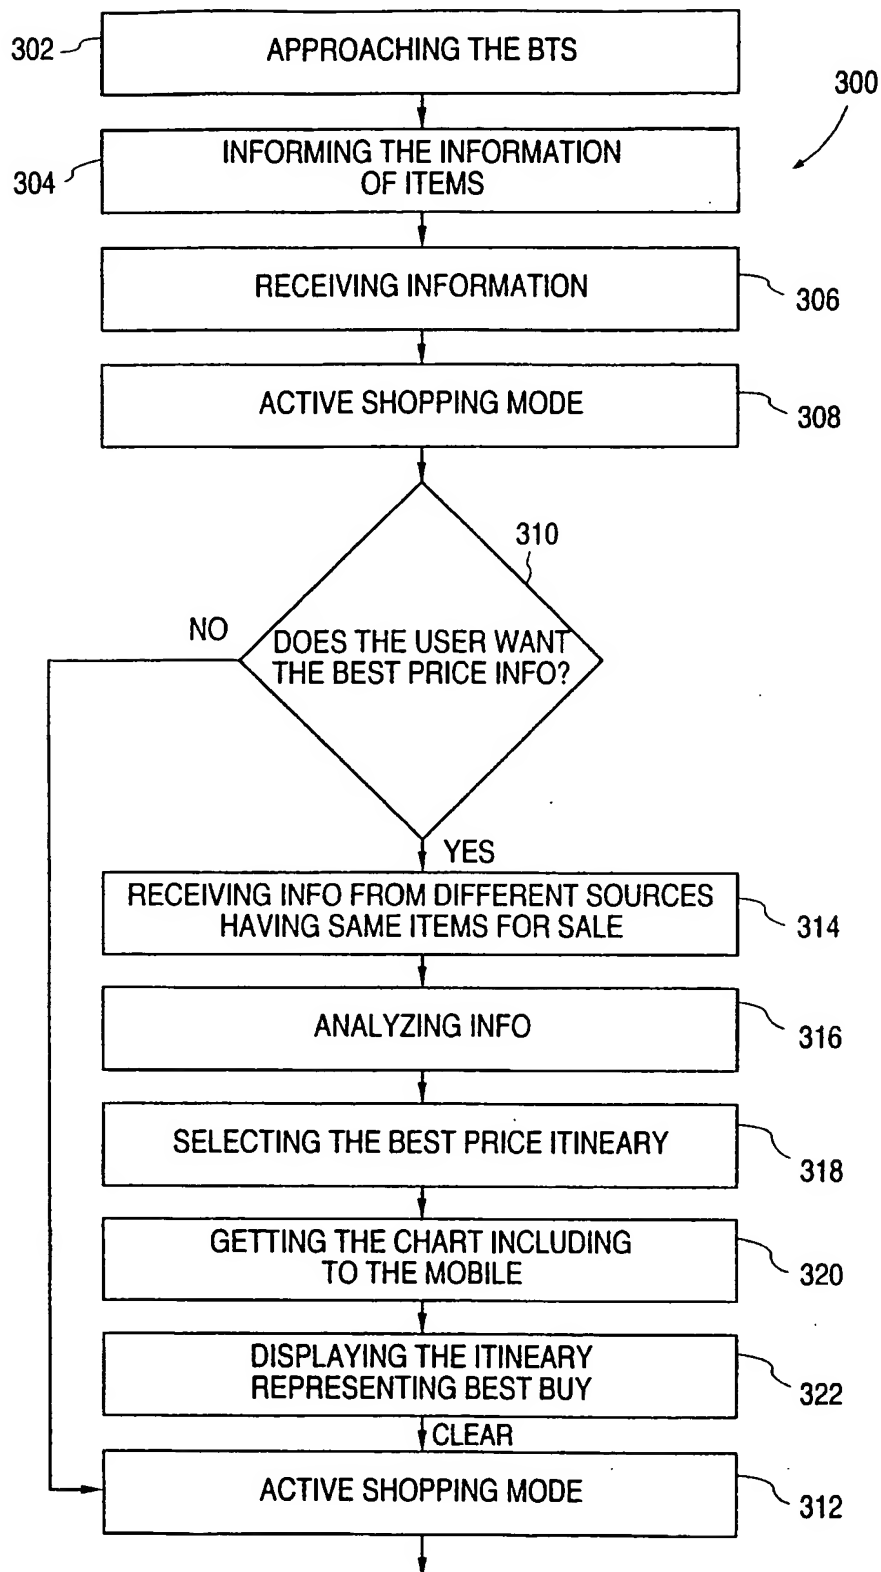 302
APPROACHING THE BTS
300
304
INFORMING THE INFORMATION
OF ITEMS
RECEIVING INFORMATION
306
ACTIVE SHOPPING MODE
308
310
NO
DOES THE USER WANT
THE BEST PRICE INFO?
YES
RECEIVING INFO FROM DIFFERENT SOURCES
HAVING SAME ITEMS FOR SALE
314
ANALYZING INFO
316
SELECTING THE BEST PRICE ITINEARY
318
GETTING THE CHART INCLUDING
TO THE MOBILE
320
DISPLAYING THE ITINEARY
REPRESENTING BEST BUY
322
CLEAR
ACTIVE SHOPPING MODE
312